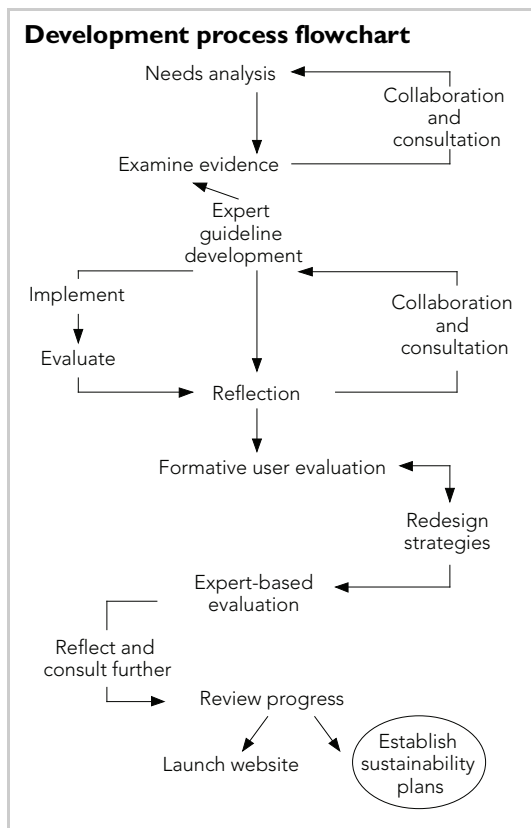 Development process flowchart
Needs analysis
Collaboration
and
consultation
Examine evidence
Expert
guideline
development
Implement
Collaboration
and
consultation
Evaluate
Reflection
Formative user evaluation
Redesign
strategies
Expert-based
evaluation
Reflect and
consult further
Review progress
Launch website
Establish
sustainability
plans